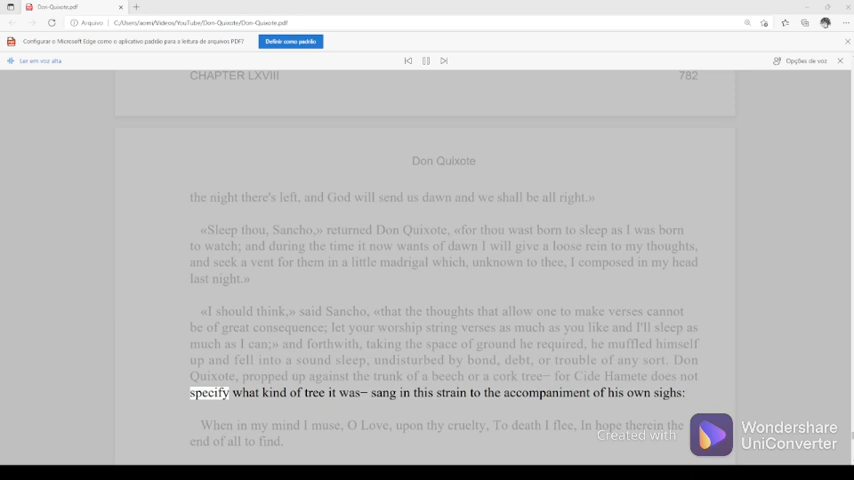 Don-Quixote.pdf
Arquivo
C:/Users/leoni/Videos/YouTube/Don-Quixote/Don-Quixote.pdf
Configurar o Microsoft Edge como o aplicativo padrão para a leitura de arquivos PDF?
Definir como padrão
Ler em voz alta
Opções de voz
CHAPTER LXVIII 782
Don Quixote
the night there's left, and God will send us dawn and we shall be all right.»
«Sleep thou, Sancho,» returned Don Quixote, «for thou wast born to sleep as I was born
to watch; and during the time it now wants of dawn I will give a loose rein to my thoughts,
and seek a vent for them in a little madrigal which, unknown to thee, I composed in my head
last night.»
«I should think,» said Sancho, «that the thoughts that allow one to make verses cannot
be of great consequence; let your worship string verses as much as you like and I'll sleep as
much as I can;» and forthwith, taking the space of ground he required, he muffled himself
up and fell into a sound sleep, undisturbed by bond, debt, or trouble of any sort. Don
Quixote, propped up against the trunk of a beech or a cork tree− for Cide Hamete does not
specify what kind of tree it was− sang in this strain to the accompaniment of his own sighs:
When in my mind I muse, O Love, upon thy cruelty, To death I flee, In hope therein the
end of all to find.
Created with
Wondershare
UniConverter